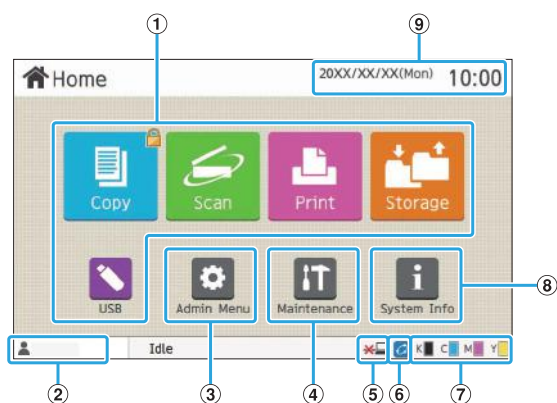 ① ⑨
Home 20XX/XX/XX(Mon) 10:00
Copy Scan Print Storage
USB Admin Menu Maintenance System Info ⑧
Idle K C M Y
② ③ ④ ⑤ ⑥ ⑦